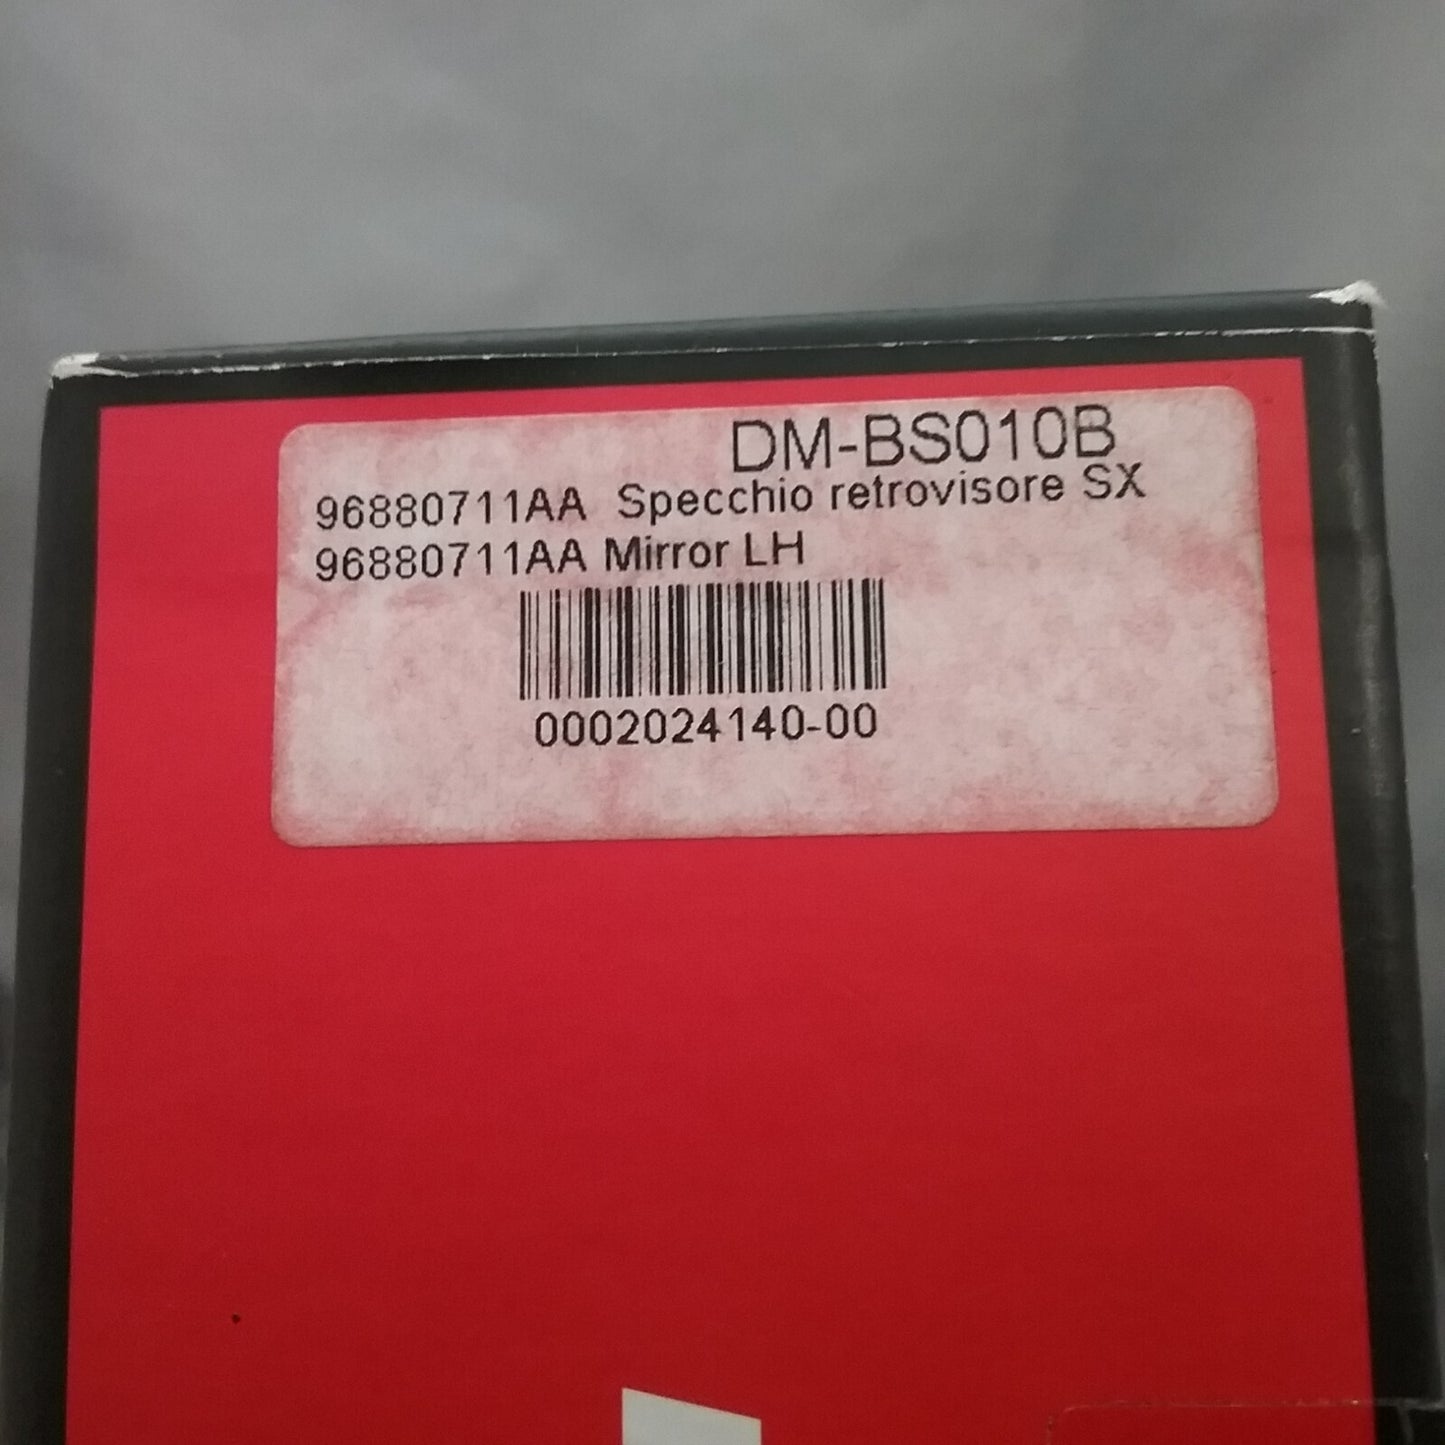 DM-BS010B
96880711AA Specchio retrovisore SX
96880711AA Mirror LH
0002024140-00